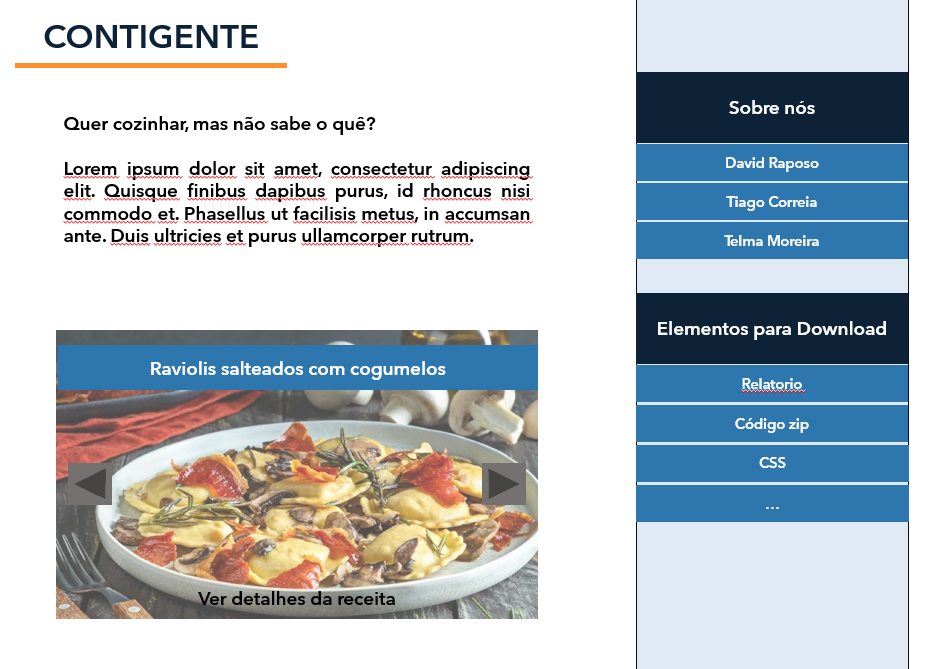 CONTIGENTE
Quer cozinhar, mas não sabe o quê?
Lorem ipsum dolor sit amet, consectetur adipiscing
elit. Quisque finibus dapibus purus, id rhoncus nisi
commodo et. Phasellus ut facilisis metus, in accumsan
ante. Duis ultricies et purus ullamcorper rutrum.
Raviolis salteados com cogumelos
Ver detalhes da receita
Sobre nós
David Raposo
Tiago Correia
Telma Moreira
Elementos para Download
Relatorio
Código zip
CSS
...